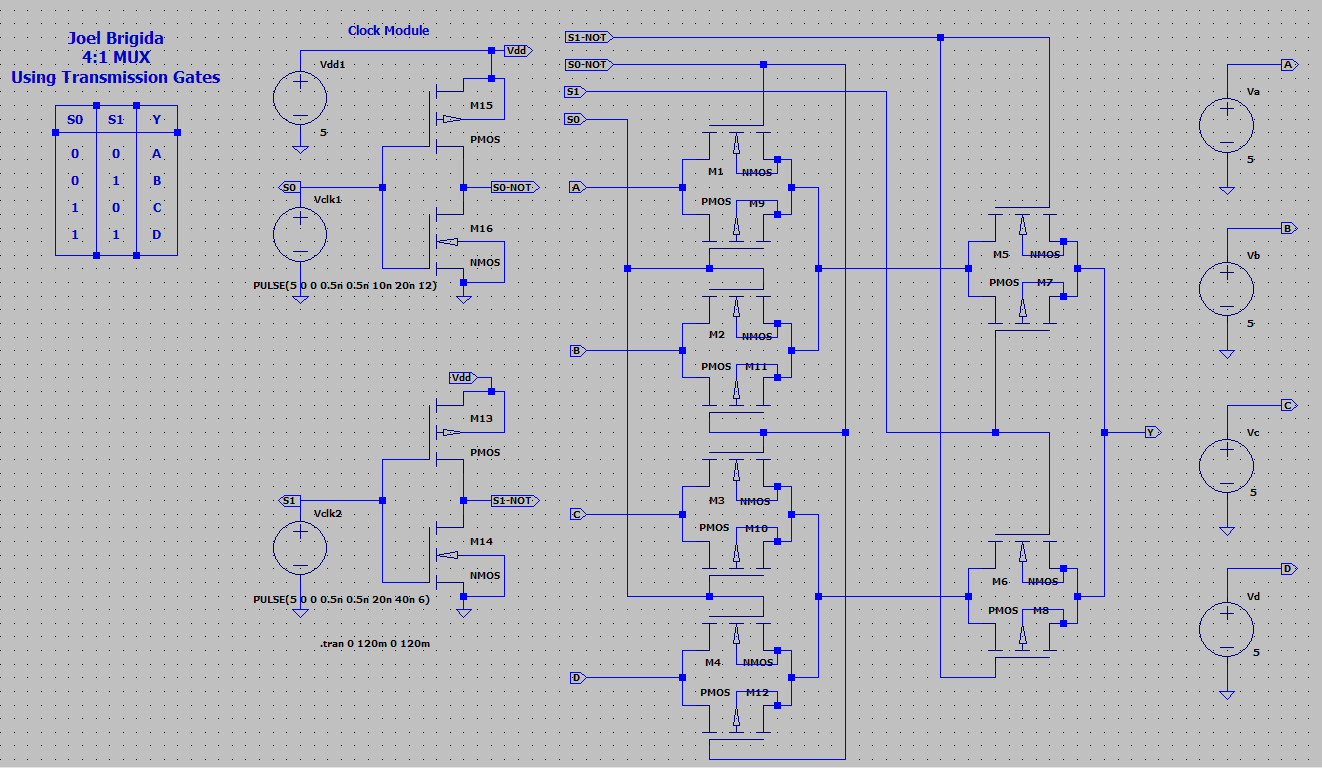 Joel Brigida
4:1 MUX
Using Transmission Gates
S0 S1 Y
0 0 A
0 1 B
1 0 C
1 1 D
Clock Module
Vdd
Vdd1
5
M15
PMOS
S0
S0-NOT
Vclk1
M16
NMOS
PULSE(5 0 0 0.5n 0.5n 10n 20n 12)
Vdd
M13
PMOS
S1
S1-NOT
Vclk2
M14
NMOS
PULSE(5 0 0 0.5n 0.5n 20n 40n 6)
.tran 0 120m 0 120m
S1-NOT
S0-NOT
S1
S0
A
M1
NMOS
PMOS
M9
B
M2
NMOS
PMOS
M11
C
M3
NMOS
PMOS
M10
D
M4
NMOS
PMOS
M12
M5
NMOS
PMOS
M7
Y
M6
NMOS
PMOS
M8
A
Va
5
B
Vb
5
C
Vc
5
D
Vd
5